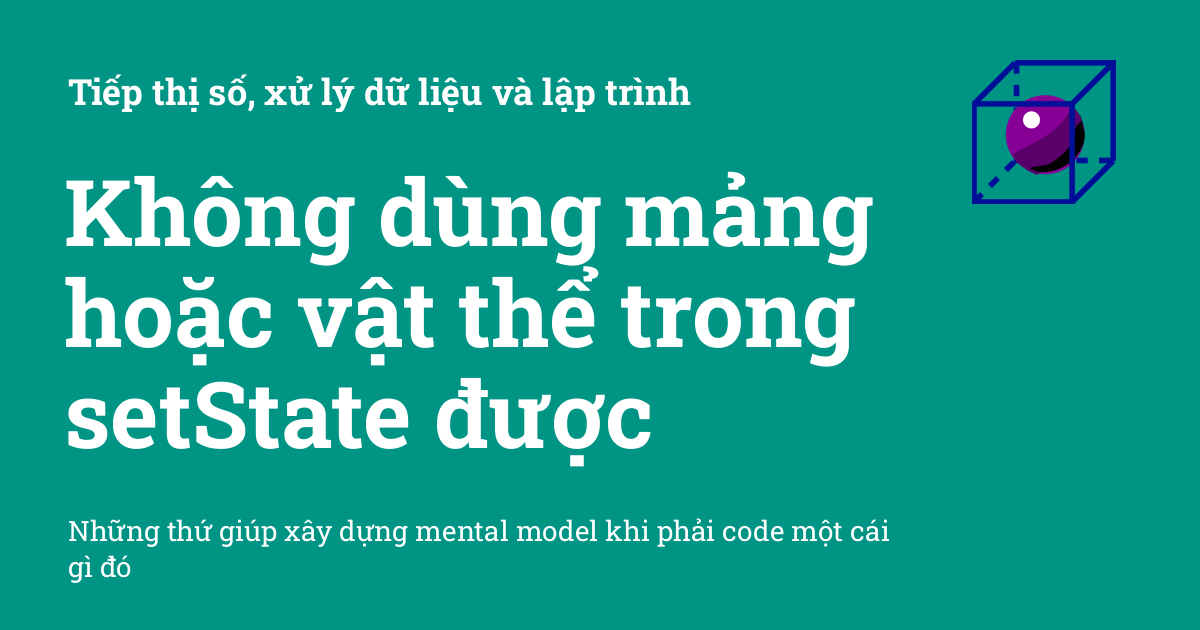 Tiếp thị số, xử lý dữ liệu và lập trình
Không dùng mảng
hoặc vật thể trong
setState được
Những thứ giúp xây dựng mental model khi phải code một cái
gì đó